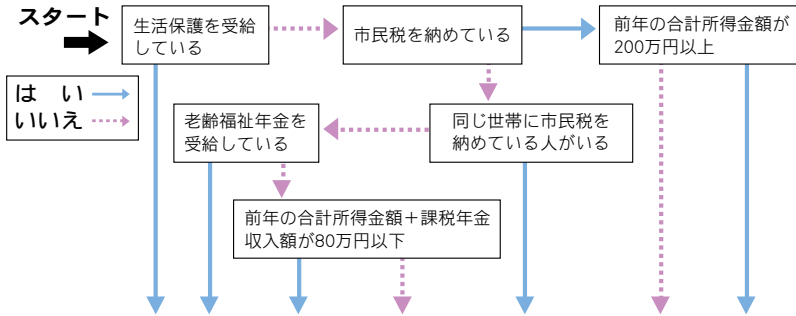 スタート
生活保護を受給
している
市民税を納めている
前年の合計所得金額が
200万円以上
はい
いいえ
老齢福祉年金を
受給している
同じ世帯に市民税を
納めている人がいる
前年の合計所得金額＋課税年金
収入額が80万円以下